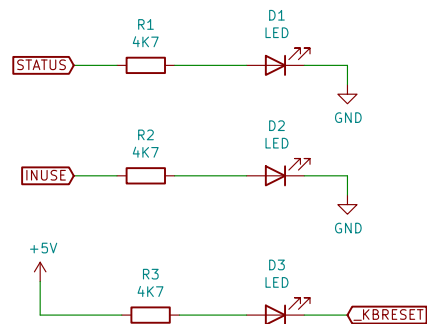 R1
4K7
D1
LED
STATUS
GND
R2
4K7
D2
LED
INUSE
GND
+5V
R3
4K7
D3
LED
_KBRESET